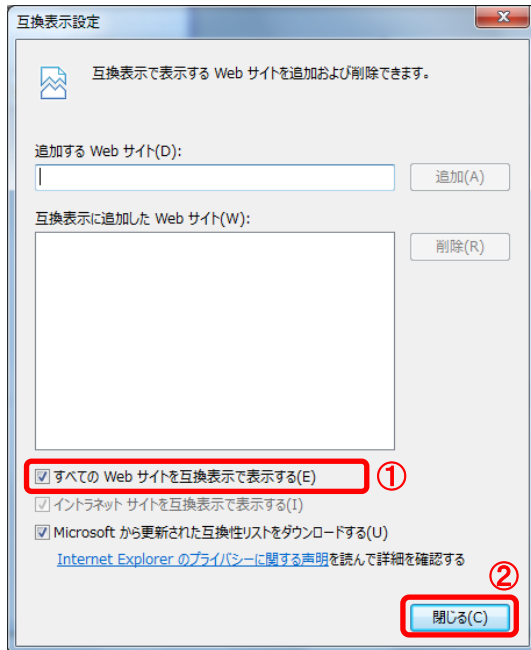 互換表示設定
互換表示で表示する Web サイトを追加および削除できます。
追加する Web サイト(D):
追加(A)
互換表示に追加した Web サイト(W):
削除(R)
すべての Web サイトを互換表示で表示する(E)
①
イントラネット サイトを互換表示で表示する(I)
Microsoft から更新された互換性リストをダウンロードする(U)
Internet Explorer のプライバシーに関する声明を読んで詳細を確認する
②
閉じる(C)